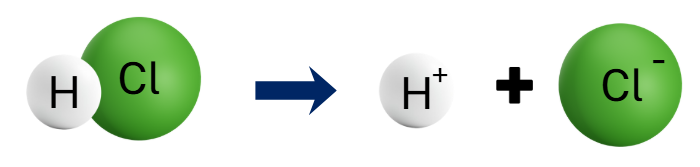 H Cl H⁺ + Cl⁻